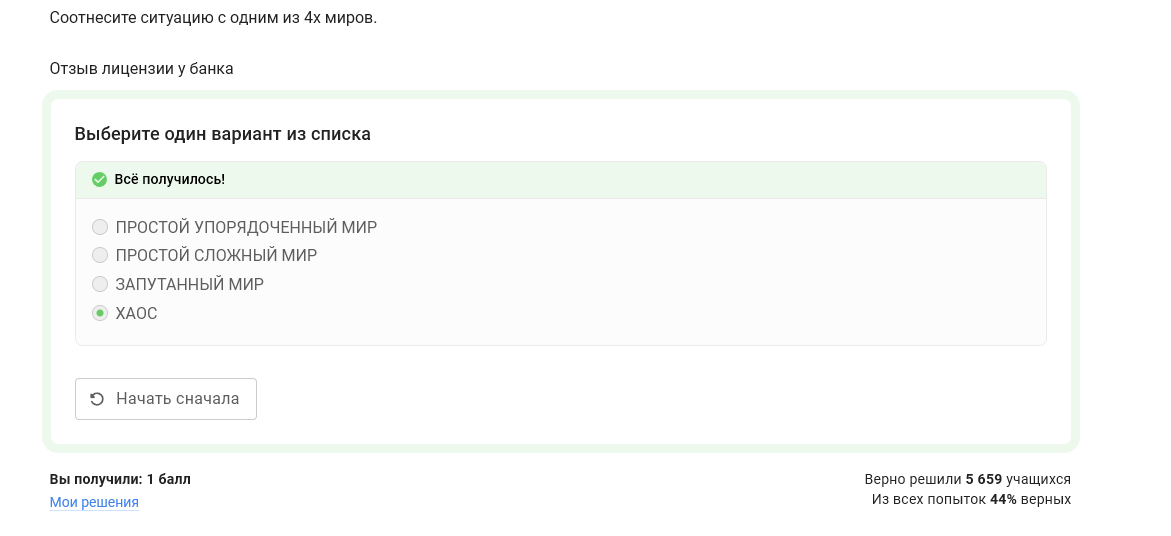 Соотнесите ситуацию с одним из 4х миров.
Отзыв лицензии у банка
Выберите один вариант из списка
Всё получилось!
ПРОСТОЙ УПОРЯДОЧЕННЫЙ МИР
ПРОСТОЙ СЛОЖНЫЙ МИР
ЗАПУТАННЫЙ МИР
ХАОС
Начать сначала
Вы получили: 1 балл
Мои решения
Верно решили 5 659 учащихся
Из всех попыток 44% верных